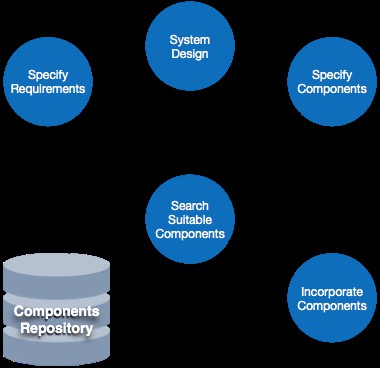 System
Design
Specify
Requirements
Specify
Components
Search
Suitable
Components
Components
Repository
Incorporate
Components